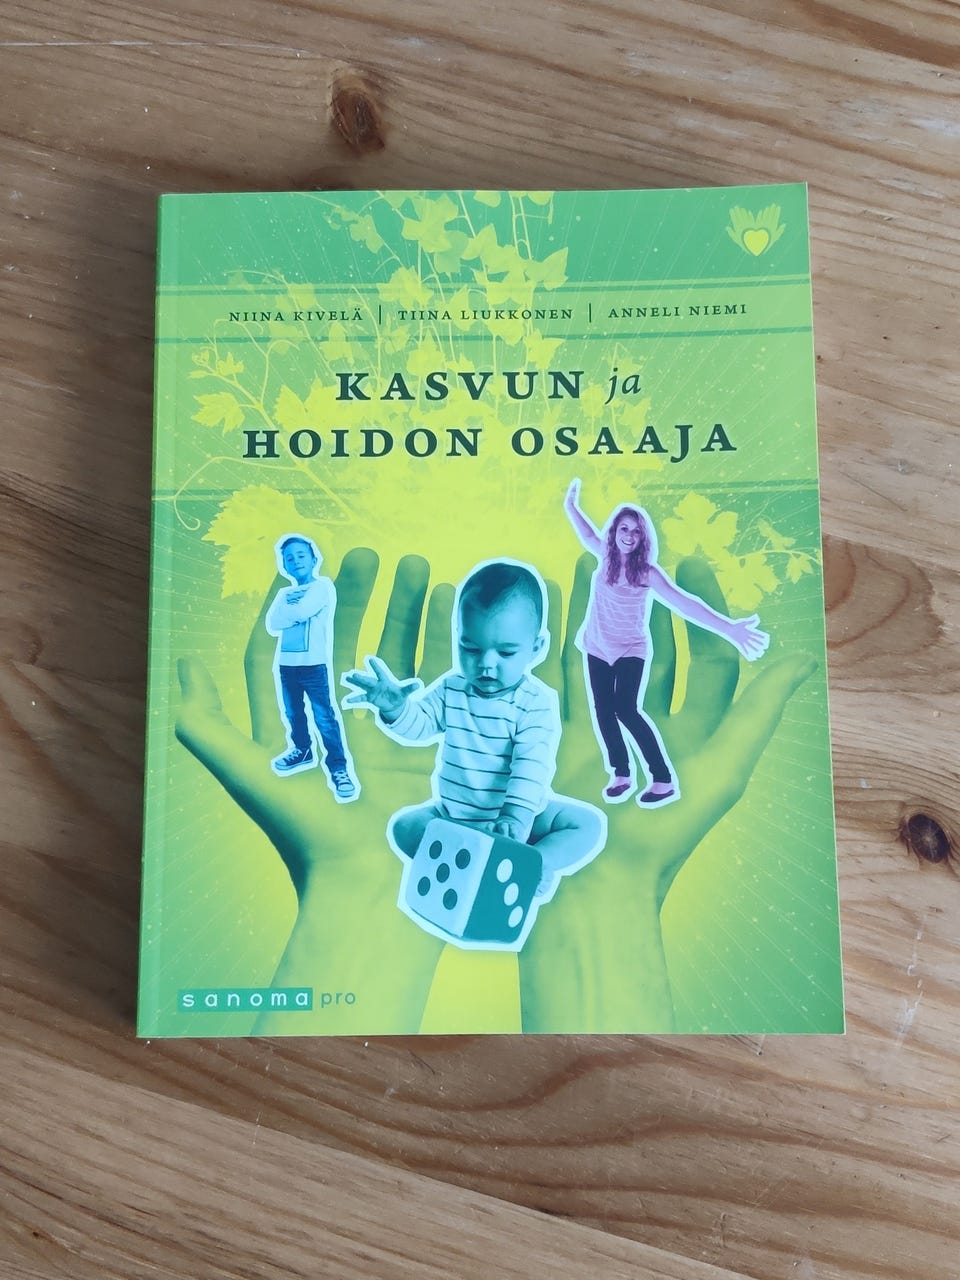 NIINA KIVELÄ | TIINA LIUKKONEN | ANNELI NIEMI
KASVUN ja
HOIDON OSAAJA
sanoma pro